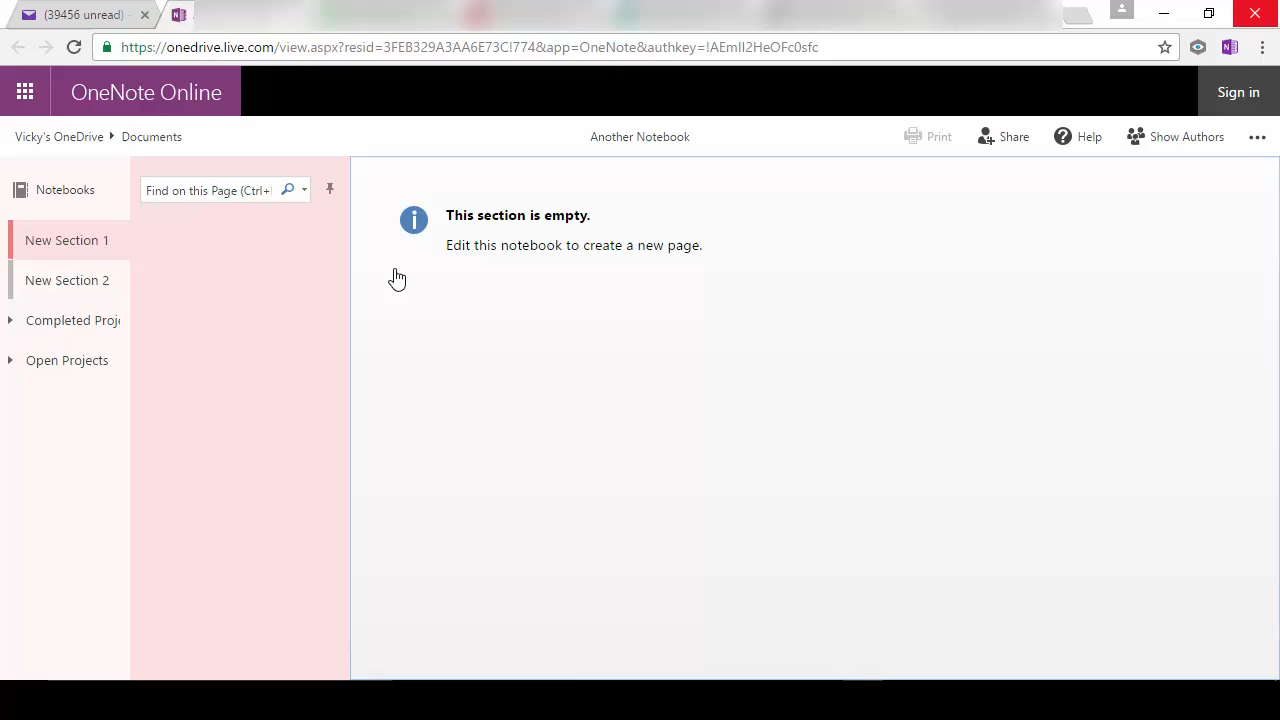 (39456 unread)
https://onedrive.live.com/view.aspx?resid=3FEB329A3AA6E73C!774&app=OneNote&authkey=!AEmlI2HeOFc0sfc
OneNote Online
Sign in
Vicky's OneDrive Documents
Another Notebook
Print
Share
Help
Show Authors
Notebooks
Find on this Page (Ctrl+
New Section 1
New Section 2
Completed Proje
Open Projects
This section is empty.
Edit this notebook to create a new page.